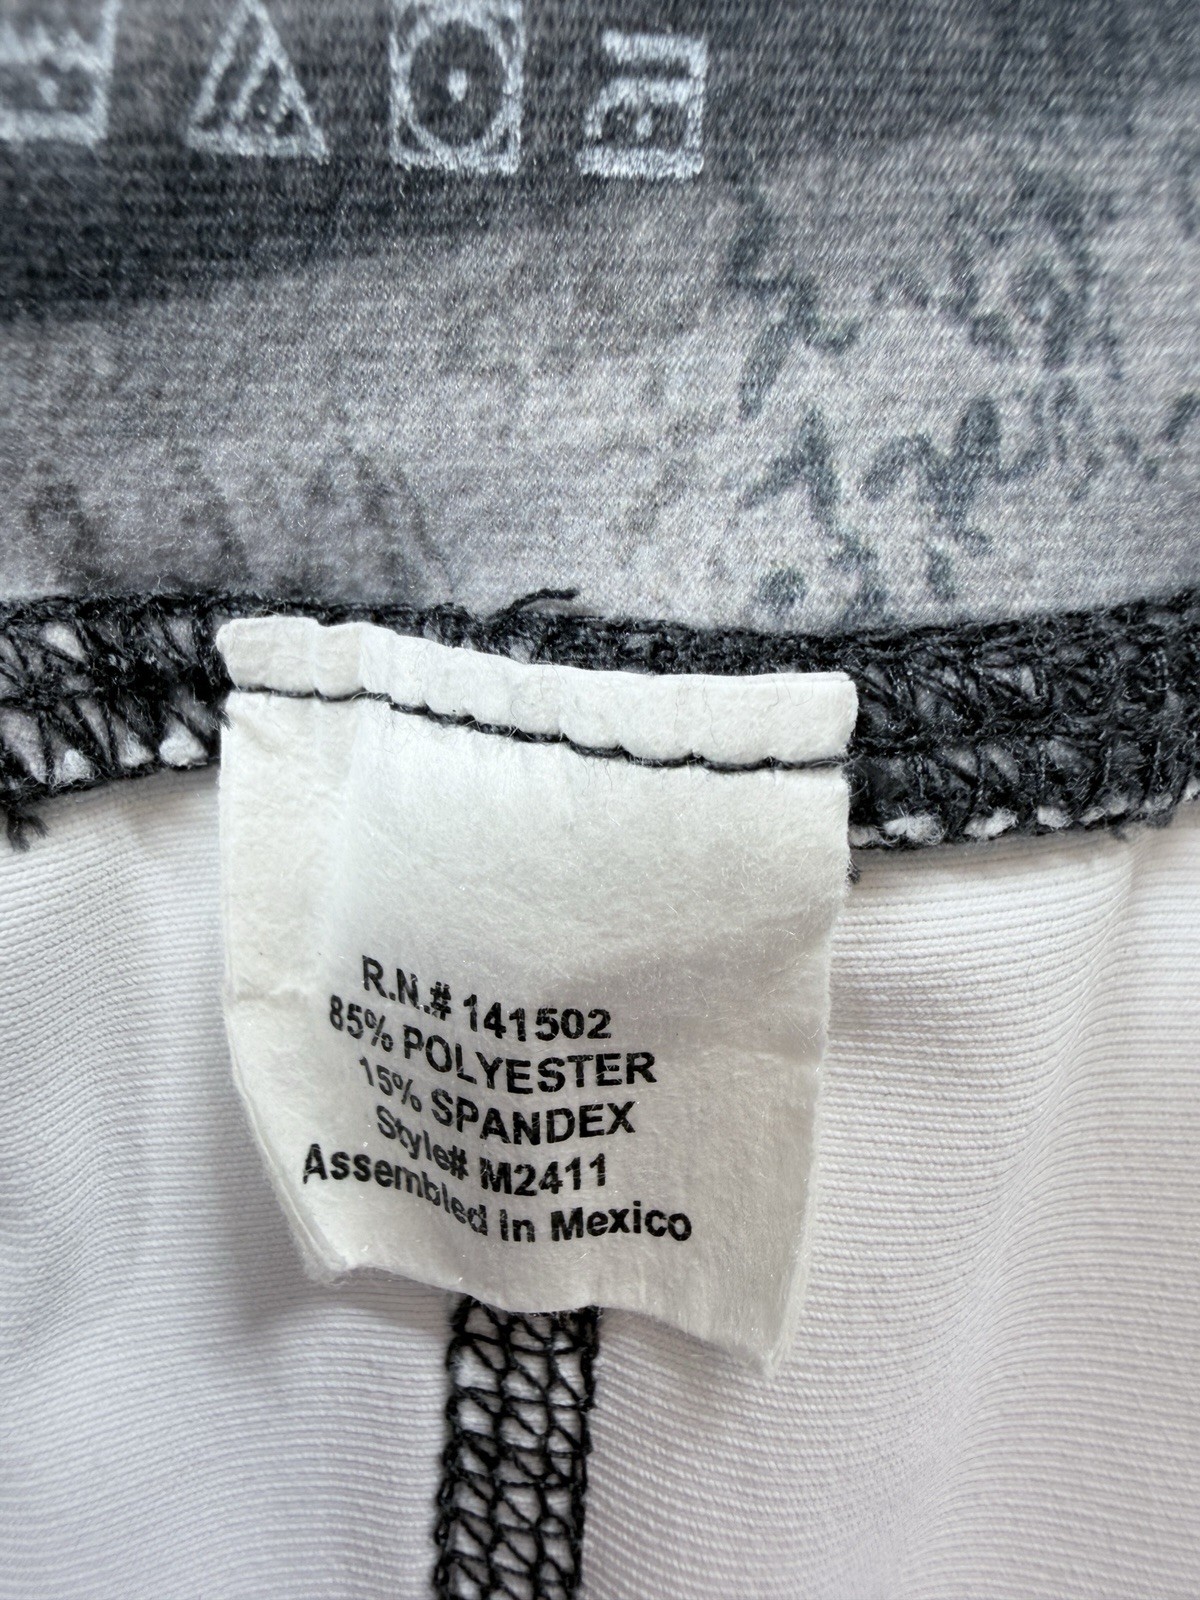 R.N.# 141502
85% POLYESTER
15% SPANDEX
Style# M2411
Assembled In Mexico